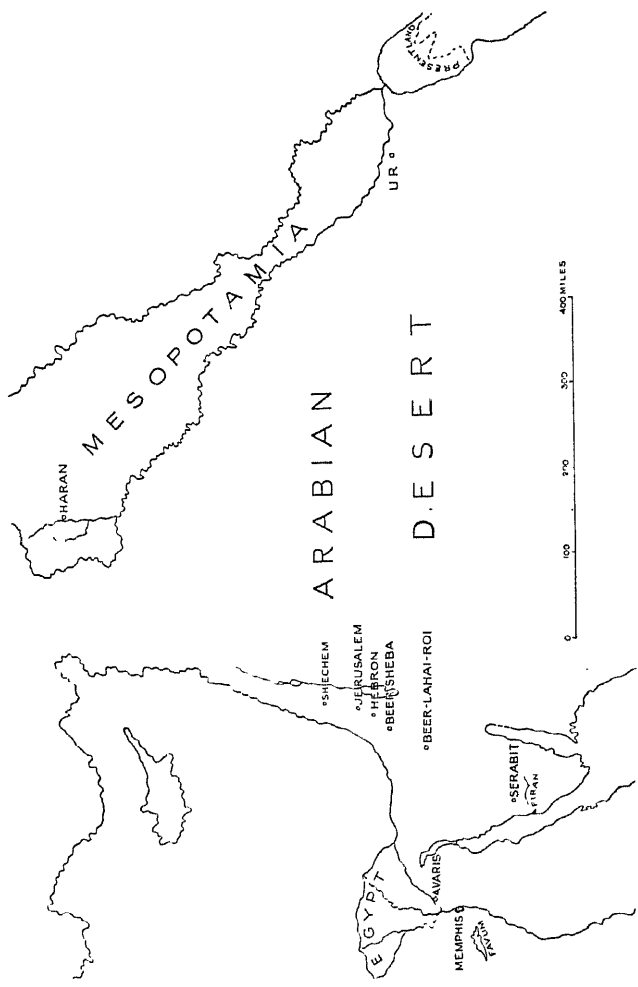 HARAN
MESOPOTAMIA
PRESENT LAND
UR
ARABIAN
D.ESERT
400 MILES
300
200
100
0
SHECHEM
JERUSALEM
HEBRON
BEERSHEBA
BEER-LAHAI-ROI
SERABIT
FIRAN
EGYPT
AVARIS
MEMPHIS
FAYUM